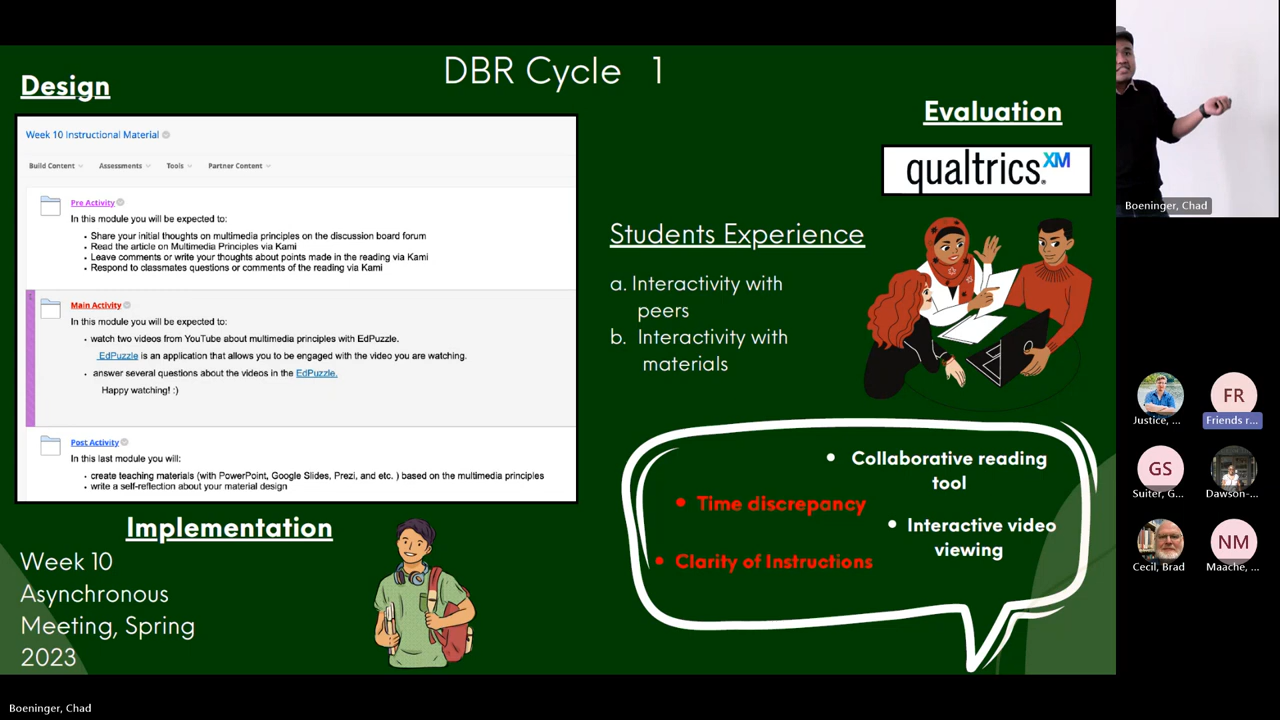 DBR Cycle 1
Design
Week 10 Instructional Material
Build Content
Assessments
Tools
Partner Content
Pre Activity
In this module you will be expected to:
• Share your initial thoughts on multimedia principles on the discussion board forum
• Read the article on Multimedia Principles via Kami
• Leave comments or write your thoughts about points made in the reading via Kami
• Respond to classmates questions or comments of the reading via Kami
Main Activity
In this module you will be expected to:
• watch two videos from YouTube about multimedia principles with EdPuzzle.
EdPuzzle is an application that allows you to be engaged with the video you are watching.
• answer several questions about the videos in the EdPuzzle.
Happy watching! :)
Post Activity
In this last module you will:
• create teaching materials (with PowerPoint, Google Slides, Prezi, and etc. ) based on the multimedia principles
• write a self-reflection about your material design
Implementation
Week 10
Asynchronous
Meeting, Spring
2023
Evaluation
qualtrics.XM
Students Experience
a. Interactivity with
peers
b. Interactivity with
materials
• Collaborative reading
tool
• Time discrepancy
• Interactive video
viewing
• Clarity of Instructions
Boeninger, Chad
Justice, ...
FR
Friends r...
GS
Suiter, G...
Dawson-...
Cecil, Brad
NM
Maache, ...
Boeninger, Chad